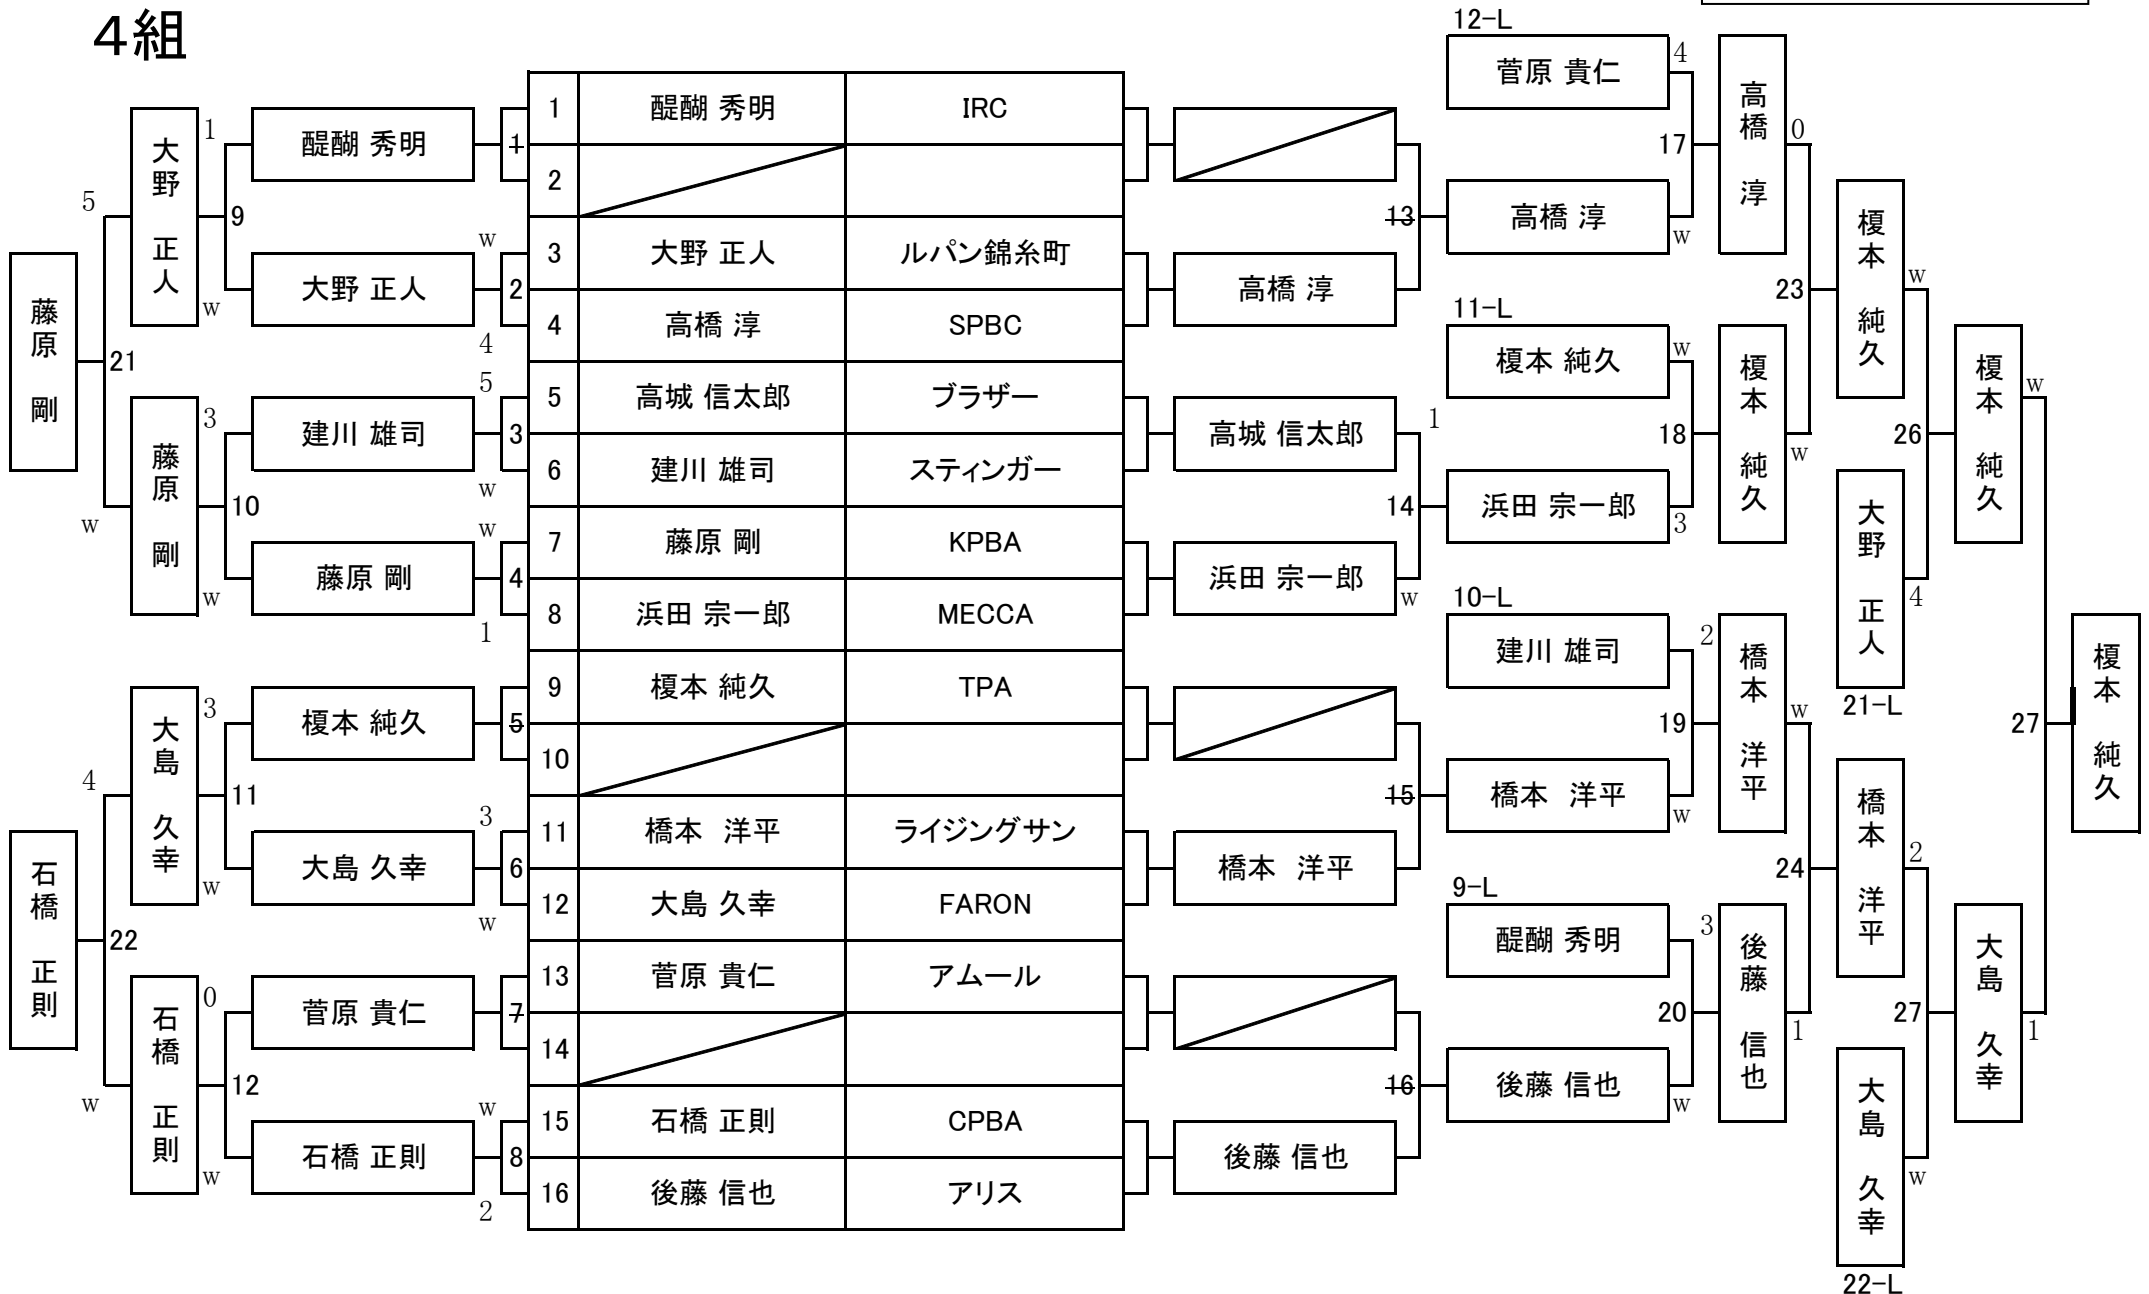 4組
12-L
菅原 貴仁 4
高橋 淳 0
1 醍醐 秀明 IRC
大野 正人 1
醍醐 秀明 1
17
2
5
9
13
高橋 淳 w
榎本 純久 w
w
3 大野 正人 ルパン錦糸町
w
大野 正人 2
高橋 淳
23
藤原 剛
11-L
4 高橋 淳 SPBC
4
榎本 純久 w
榎本 純久 w
榎本 純久 w
21
5
5 高城 信太郎 ブラザー
3
建川 雄司 3
高城 信太郎 1
18
26
藤原 剛
6 建川 雄司 スティンガー
w
10
14
浜田 宗一郎 3
大野 正人 4
w
w
7 藤原 剛 KPBA
w
藤原 剛 4
浜田 宗一郎 w
10-L
8 浜田 宗一郎 MECCA
1
建川 雄司 2
橋本 洋平 w
榎本 純久
9 榎本 純久 TPA
大島 久幸 3
榎本 純久 5
21-L
19
27
10
4
11
15
橋本 洋平 w
橋本 洋平 2
3
11 橋本 洋平 ライジングサン
石橋 正則
w
大島 久幸 6
橋本 洋平
24
9-L
12 大島 久幸 FARON
w
22
醍醐 秀明 3
後藤 信也 1
大島 久幸 1
13 菅原 貴仁 アムール
石橋 正則 0
菅原 貴仁 7
20
27
14
12
16
後藤 信也 w
大島 久幸 w
w
w
15 石橋 正則 CPBA
w
石橋 正則 8
後藤 信也
16 後藤 信也 アリス
2
22-L